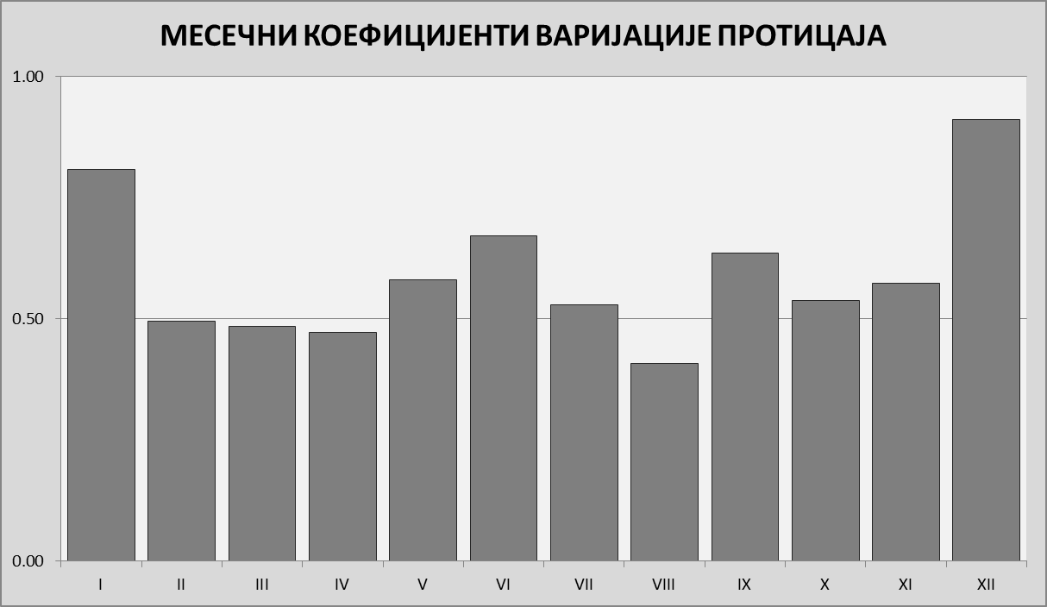 МЕСЕЧНИ КОЕФИЦИЈЕНТИ ВАРИЈАЦИЈЕ ПРОТИЦАЈА
1.00
0.50
0.00
I II III IV V VI VII VIII IX X XI XII